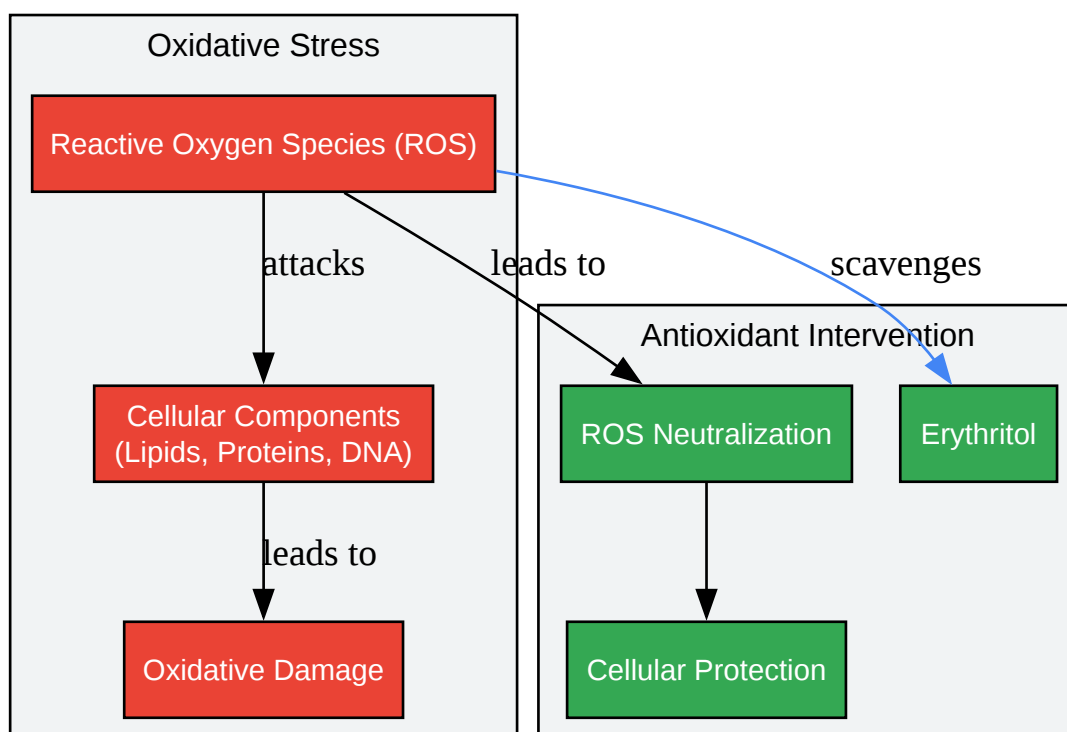 Oxidative Stress
Reactive Oxygen Species (ROS)
attacks
leads to
scavenges
Antioxidant Intervention
Cellular Components
(Lipids, Proteins, DNA)
ROS Neutralization
Erythritol
leads to
Oxidative Damage
Cellular Protection